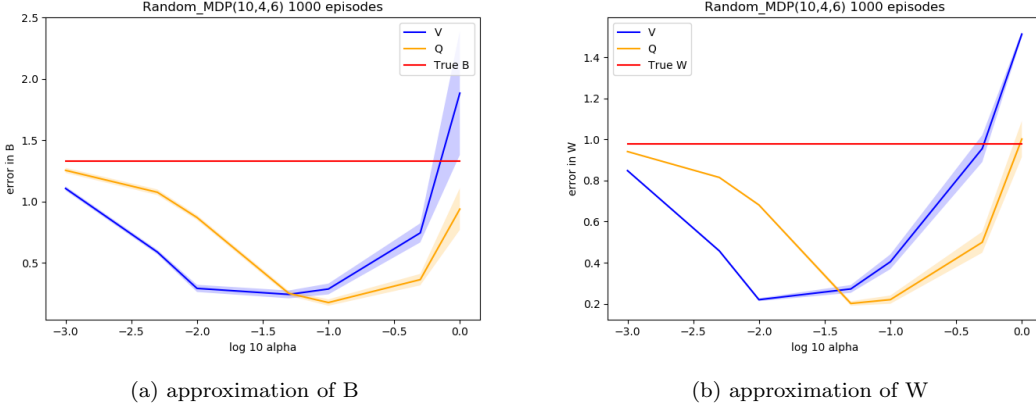 Random_MDP(10,4,6) 1000 episodes
V
Q
True B
2.5
2.0
1.5
1.0
0.5
error in B
−3.0 −2.5 −2.0 −1.5 −1.0 −0.5 0.0
log 10 alpha
(a) approximation of B
Random_MDP(10,4,6) 1000 episodes
V
Q
True W
1.4
1.2
1.0
0.8
0.6
0.4
0.2
error in W
−3.0 −2.5 −2.0 −1.5 −1.0 −0.5 0.0
log 10 alpha
(b) approximation of W